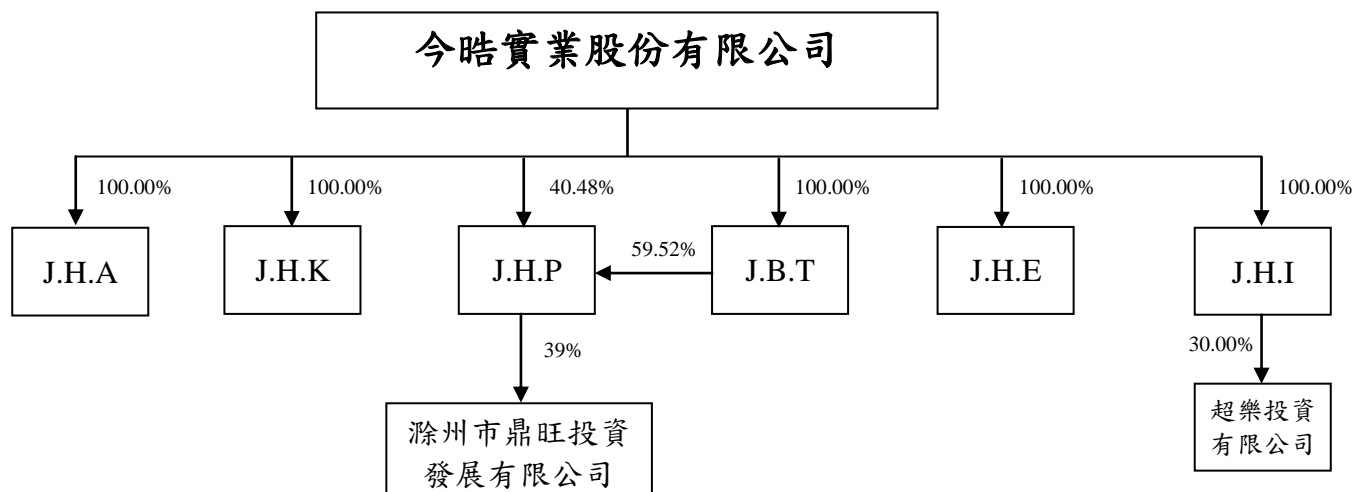 今晧實業股份有限公司
100.00%
100.00%
40.48%
100.00%
100.00%
100.00%
J.H.A
J.H.K
J.H.P
59.52%
J.B.T
J.H.E
J.H.I
39%
30.00%
滁州市鼎旺投資
發展有限公司
超樂投資
有限公司